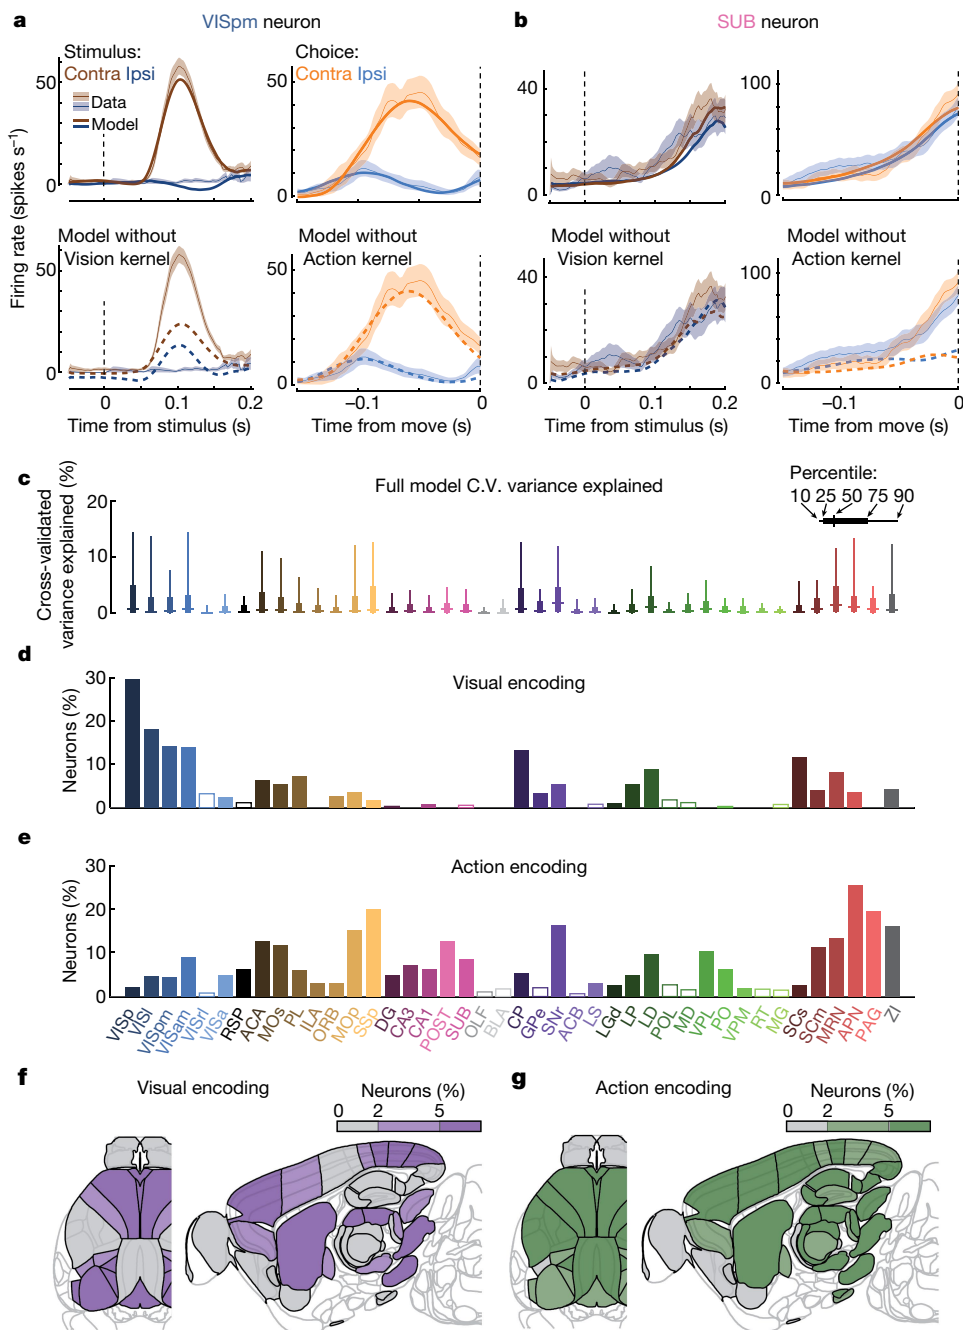 a VISpm neuron
b SUB neuron
Stimulus:
Contra Ipsi
Data
Model
Choice:
Contra Ipsi
50
0
50
0
40
0
100
0
Firing rate (spikes s⁻¹)
Model without
Vision kernel
Model without
Action kernel
Model without
Vision kernel
Model without
Action kernel
50
0
50
0
40
0
100
0
0 0.1 0.2
Time from stimulus (s)
−0.1 0
Time from move (s)
0 0.1 0.2
Time from stimulus (s)
−0.1 0
Time from move (s)
c Full model C.V. variance explained
Percentile:
10 25 50 75 90
Cross-validated
variance explained (%)
20
10
0
d Visual encoding
Neurons (%)
30
20
10
0
e Action encoding
Neurons (%)
30
20
10
0
VISp VISl VISpm VISam VISrl VISa RSP ACA MOs PL ILA ORB MOp SSp DG CA3 CA1 POST SUB OLF BLA CP GPe SNr ACB LS LGd LP LD POL MD VPL PO VPM RT MG SCs SCm MRN APN PAG ZI
f Visual encoding
Neurons (%)
0 2 5
g Action encoding
Neurons (%)
0 2 5